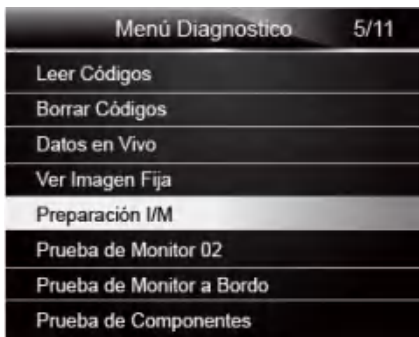 Menú Diagnostico 5/11
Leer Códigos
Borrar Códigos
Datos en Vivo
Ver Imagen Fija
Preparación I/M
Prueba de Monitor 02
Prueba de Monitor a Bordo
Prueba de Componentes